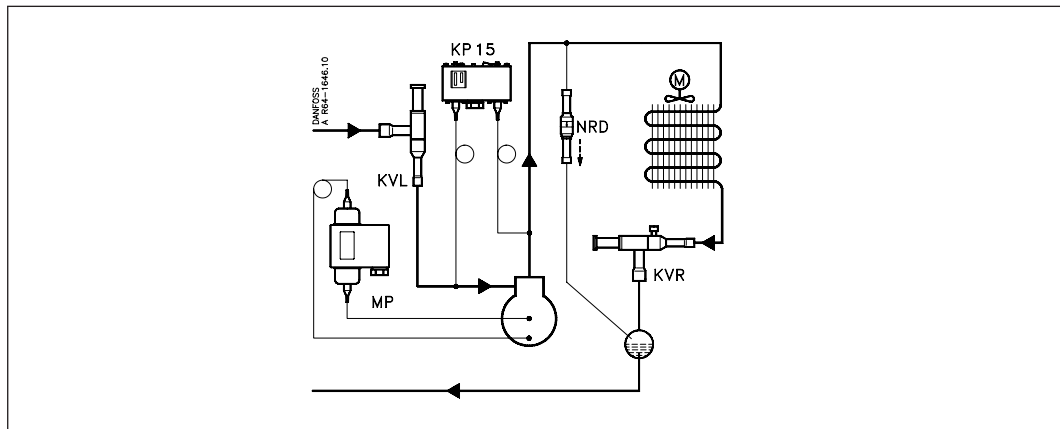 KP 15
DANFOSS
A R64-1646.10
M
NRD
KVL
KVR
MP